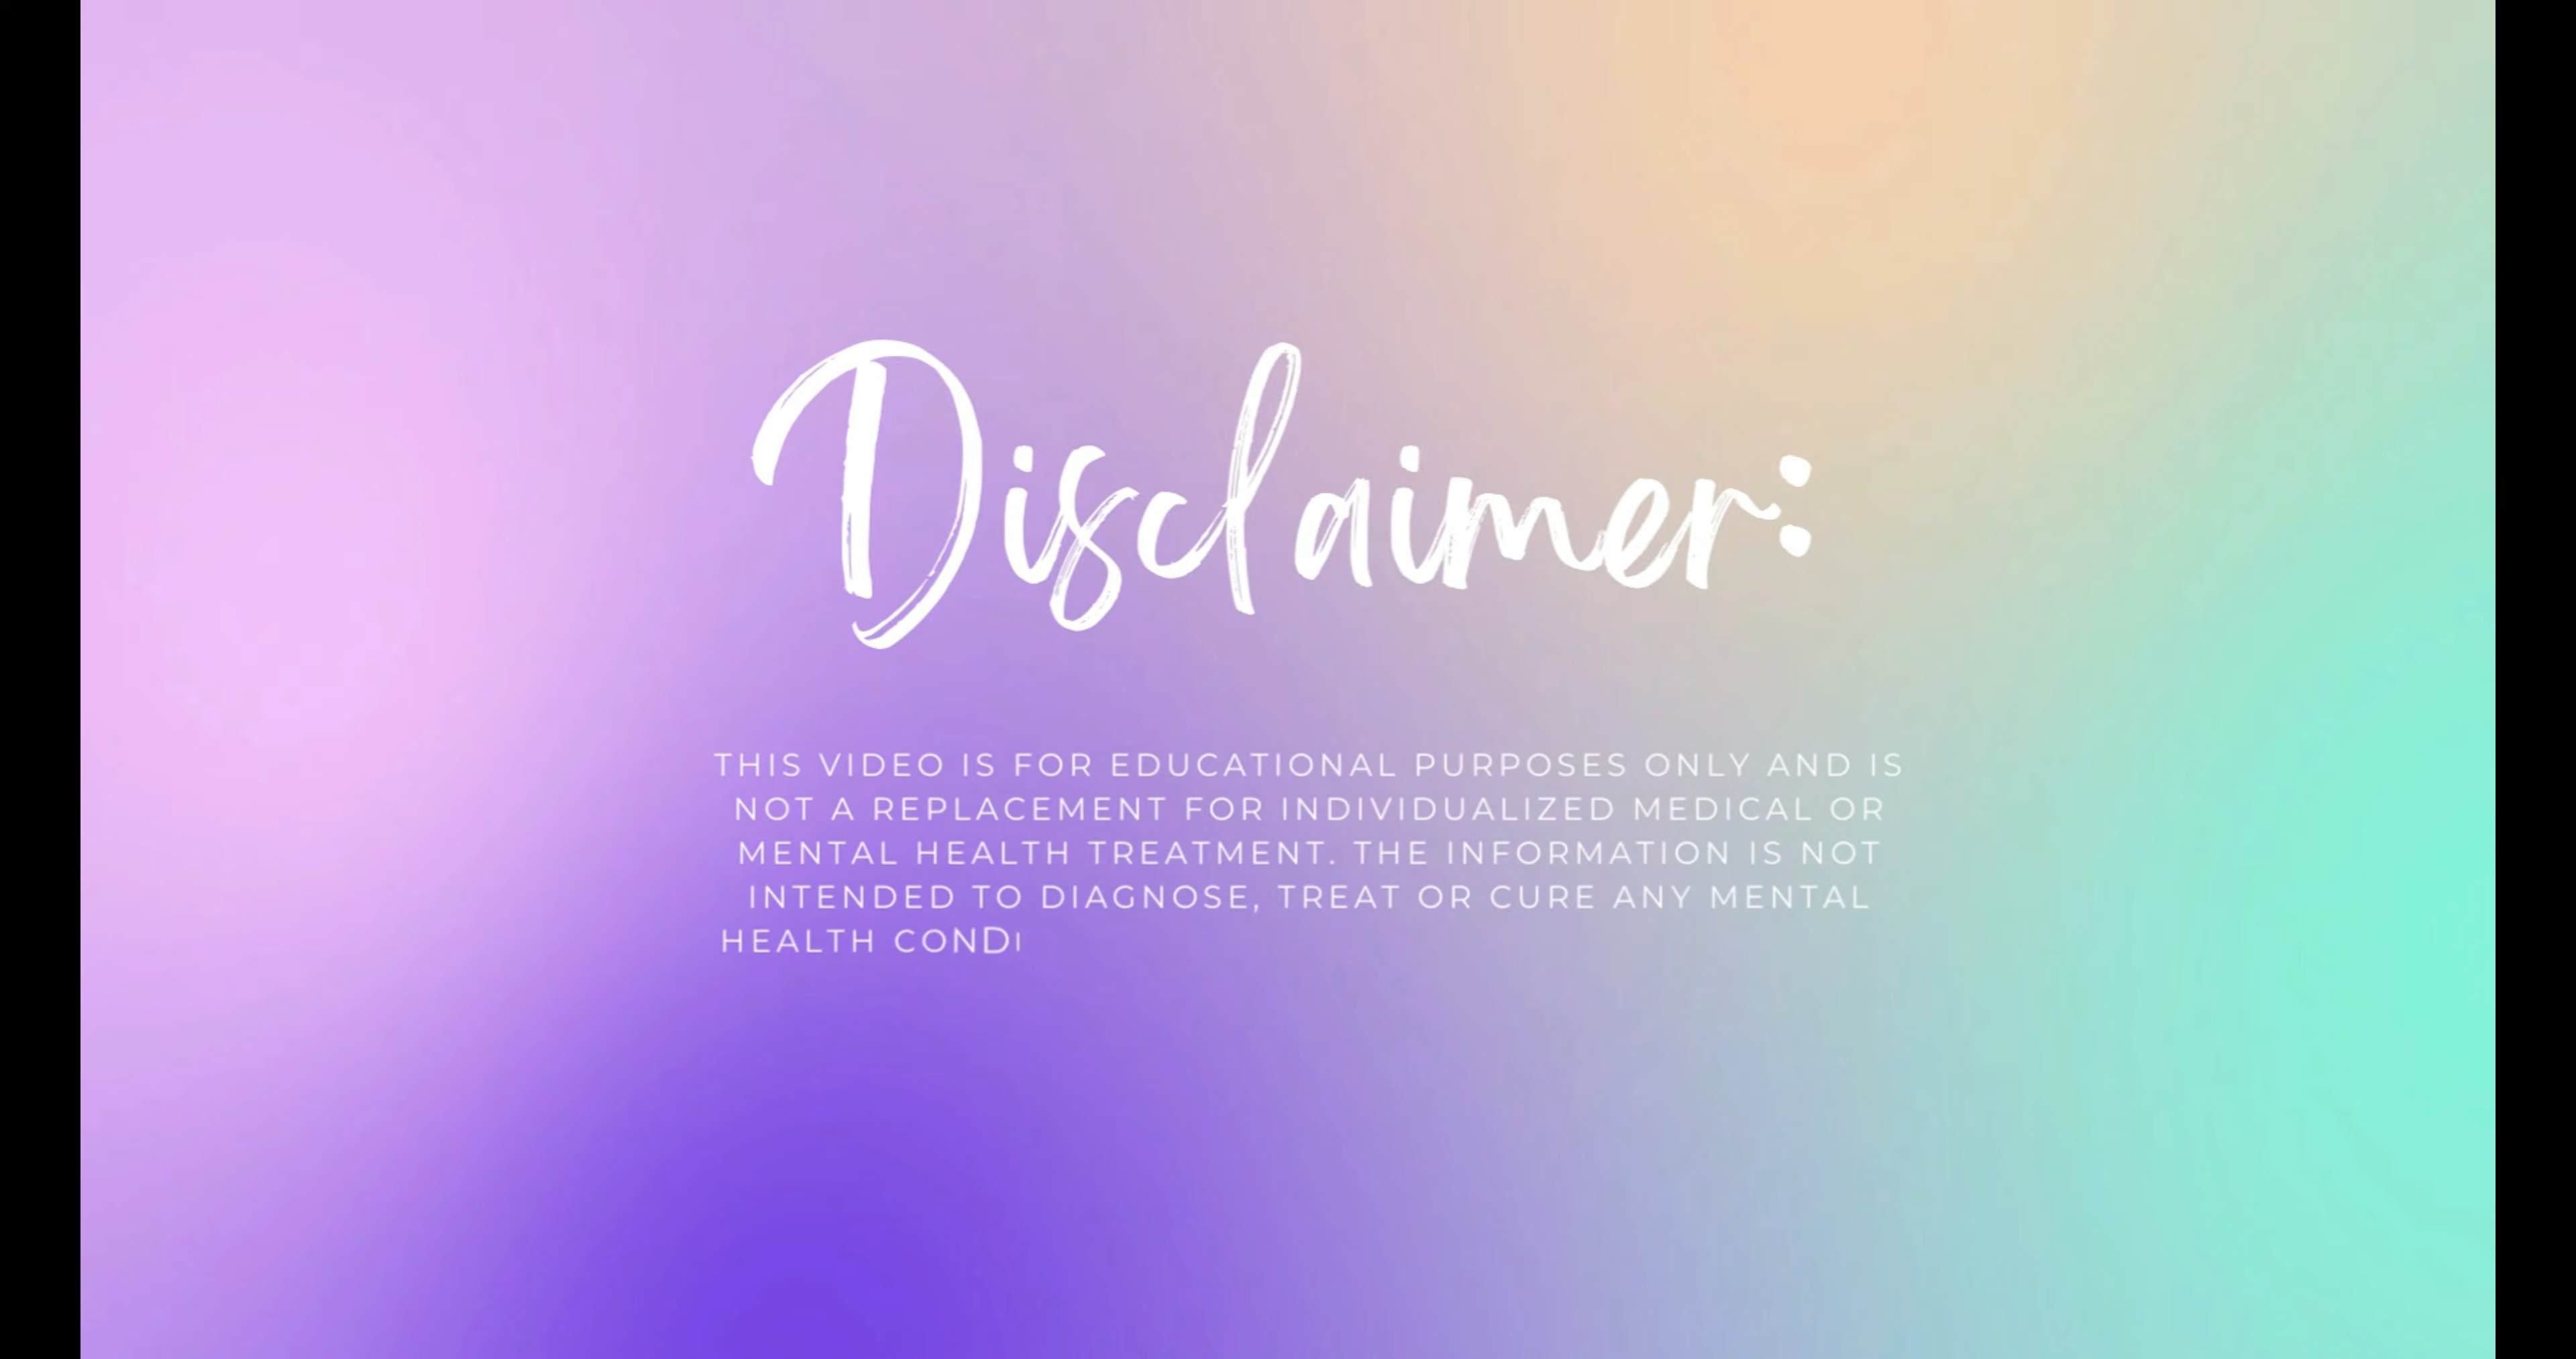 Disclaimer:
THIS VIDEO IS FOR EDUCATIONAL PURPOSES ONLY AND IS
NOT A REPLACEMENT FOR INDIVIDUALIZED MEDICAL OR
MENTAL HEALTH TREATMENT. THE INFORMATION IS NOT
INTENDED TO DIAGNOSE, TREAT OR CURE ANY MENTAL
HEALTH CONDI